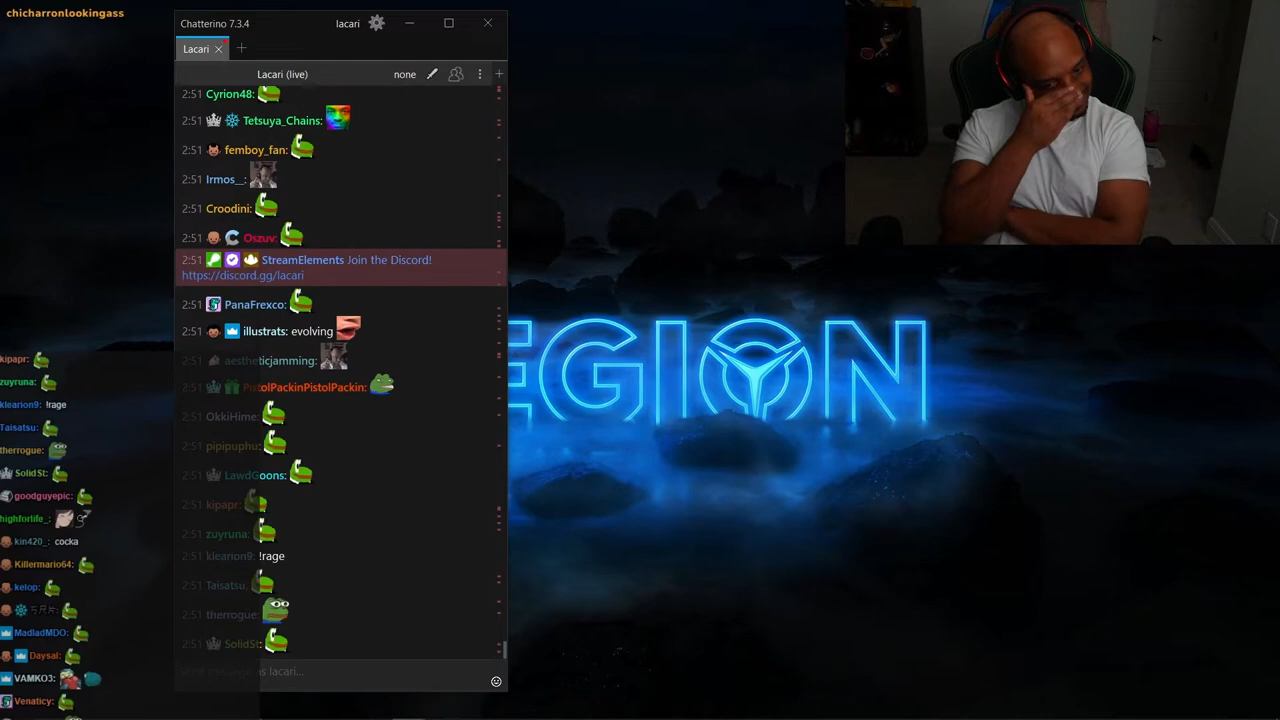 chicharronlookingass
Chatterino 7.3.4
lacari
Lacari
Lacari (live)
none
2:51 Cyrion48:
2:51 Tetsuya_Chains:
2:51 femboy_fan:
2:51 Irmos__:
2:51 Croodini:
2:51 Oszuv:
2:51 StreamElements Join the Discord!
https://discord.gg/lacari
2:51 PanaFrexco:
2:51 illustrats: evolving
2:51 aestheticjamming:
2:51 PistolPackinPistolPackin:
2:51 OkkiHime:
2:51 pipipuphu:
2:51 LawdGoons:
2:51 kipapr:
2:51 zuyruna:
2:51 klearion9: !rage
2:51 Taisatsu:
2:51 therrogue:
2:51 SolidSt:
as lacari...
kipapr:
zuyruna:
klearion9: !rage
Taisatsu:
therrogue:
SolidSt:
goodguyepic:
highforlife_:
kin420_: cocka
Killermario64:
kelop:
MadladMDO:
Daysal:
VAMKO3:
Venaticy:
EGION